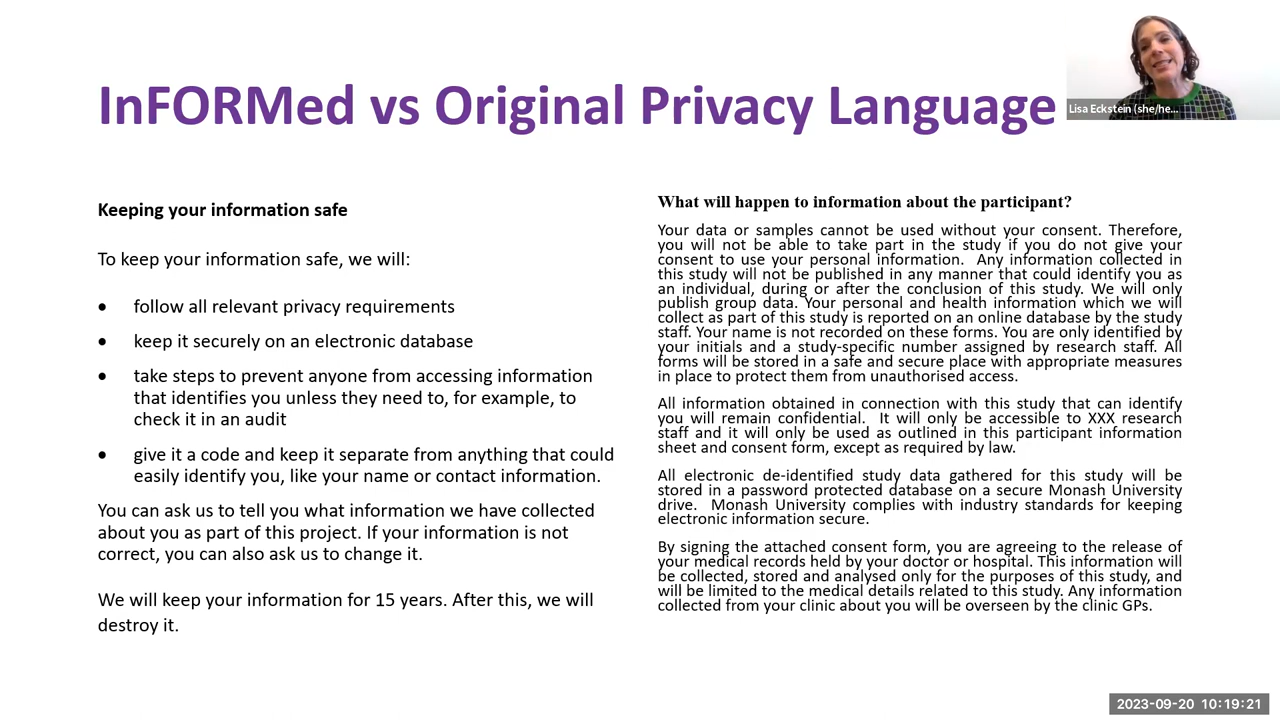 InFORMed vs Original Privacy Language
Lisa Eckstein (she/he...
Keeping your information safe
To keep your information safe, we will:
• follow all relevant privacy requirements
• keep it securely on an electronic database
• take steps to prevent anyone from accessing information
that identifies you unless they need to, for example, to
check it in an audit
• give it a code and keep it separate from anything that could
easily identify you, like your name or contact information.
You can ask us to tell you what information we have collected
about you as part of this project. If your information is not
correct, you can also ask us to change it.
We will keep your information for 15 years. After this, we will
destroy it.
What will happen to information about the participant?
Your data or samples cannot be used without your consent. Therefore,
you will not be able to take part in the study if you do not give your
consent to use your personal information. Any information collected in
this study will not be published in any manner that could identify you as
an individual, during or after the conclusion of this study. We will only
publish group data. Your personal and health information which we will
collect as part of this study is reported on an online database by the study
staff. Your name is not recorded on these forms. You are only identified by
your initials and a study-specific number assigned by research staff. All
forms will be stored in a safe and secure place with appropriate measures
in place to protect them from unauthorised access.
All information obtained in connection with this study that can identify
you will remain confidential. It will only be accessible to XXX research
staff and it will only be used as outlined in this participant information
sheet and consent form, except as required by law.
All electronic de-identified study data gathered for this study will be
stored in a password protected database on a secure Monash University
drive. Monash University complies with industry standards for keeping
electronic information secure.
By signing the attached consent form, you are agreeing to the release of
your medical records held by your doctor or hospital. This information will
be collected, stored and analysed only for the purposes of this study, and
will be limited to the medical details related to this study. Any information
collected from your clinic about you will be overseen by the clinic GPs.
2023-09-20 10:19:21